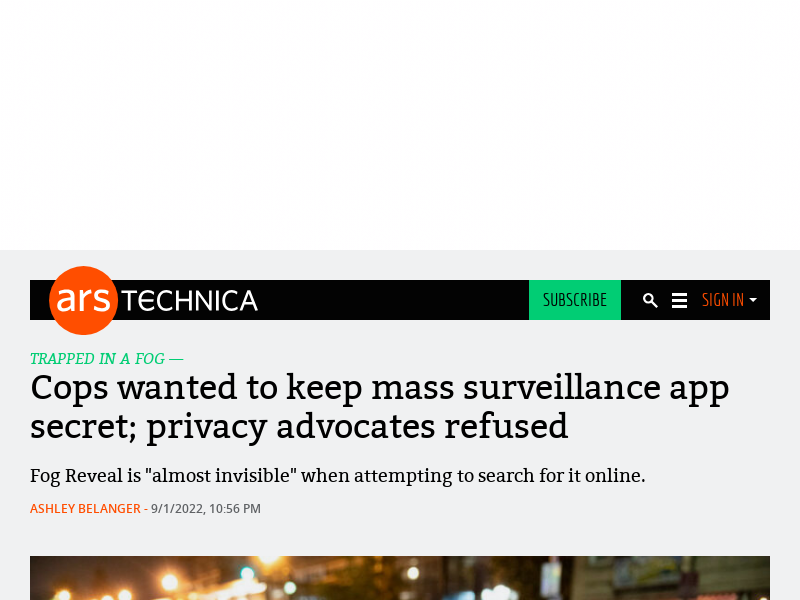 ars TECHNICA
SUBSCRIBE
SIGN IN
TRAPPED IN A FOG —
Cops wanted to keep mass surveillance app
secret; privacy advocates refused
Fog Reveal is "almost invisible" when attempting to search for it online.
ASHLEY BELANGER - 9/1/2022, 10:56 PM